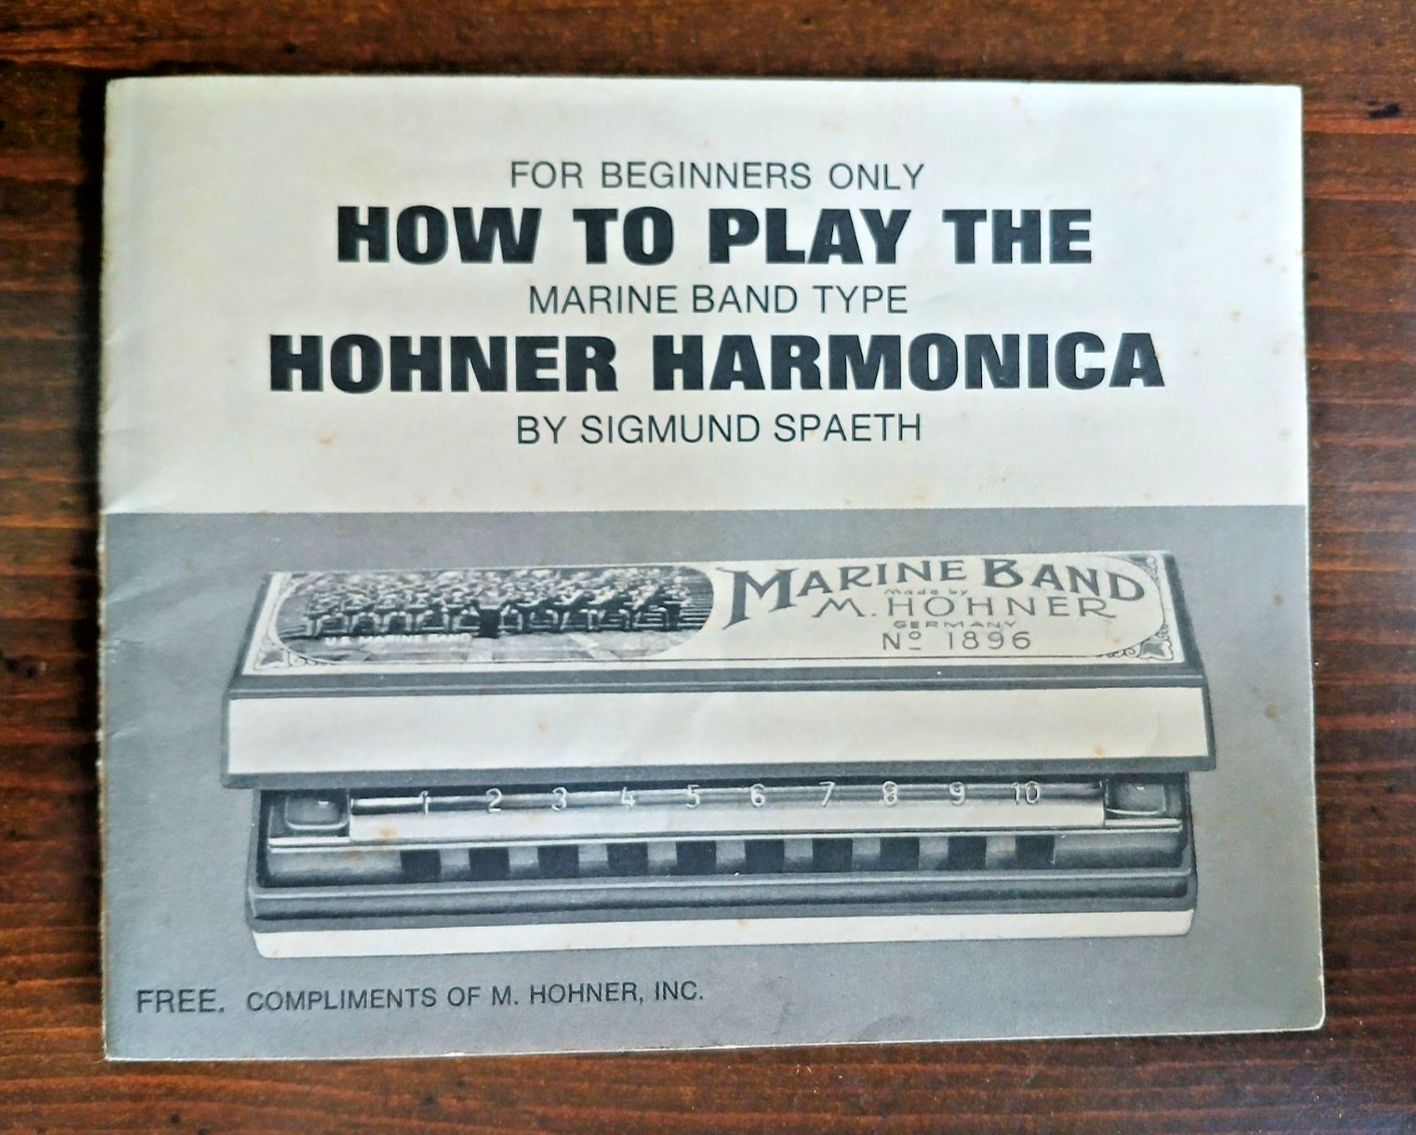 FOR BEGINNERS ONLY
HOW TO PLAY THE
MARINE BAND TYPE
HOHNER HARMONICA
BY SIGMUND SPAETH
MARINE BAND
Made by
M. HOHNER
GERMANY
Nº 1896
1 2 3 4 5 6 7 8 9 10
FREE. COMPLIMENTS OF M. HOHNER, INC.